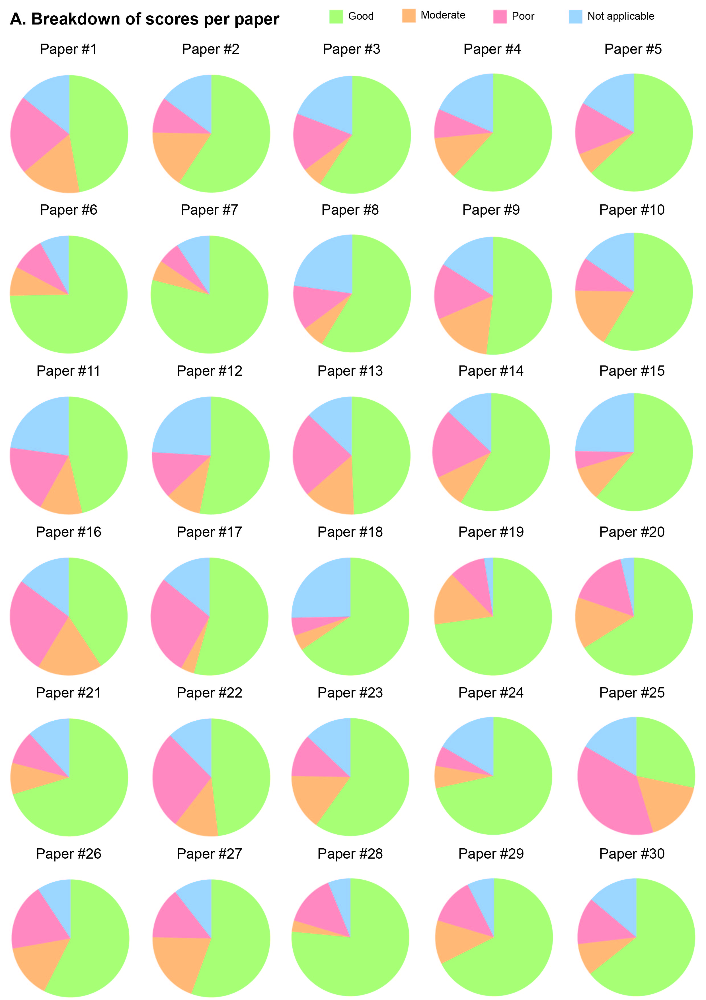 A. Breakdown of scores per paper
Good
Moderate
Poor
Not applicable
Paper #1
Paper #2
Paper #3
Paper #4
Paper #5
Paper #6
Paper #7
Paper #8
Paper #9
Paper #10
Paper #11
Paper #12
Paper #13
Paper #14
Paper #15
Paper #16
Paper #17
Paper #18
Paper #19
Paper #20
Paper #21
Paper #22
Paper #23
Paper #24
Paper #25
Paper #26
Paper #27
Paper #28
Paper #29
Paper #30